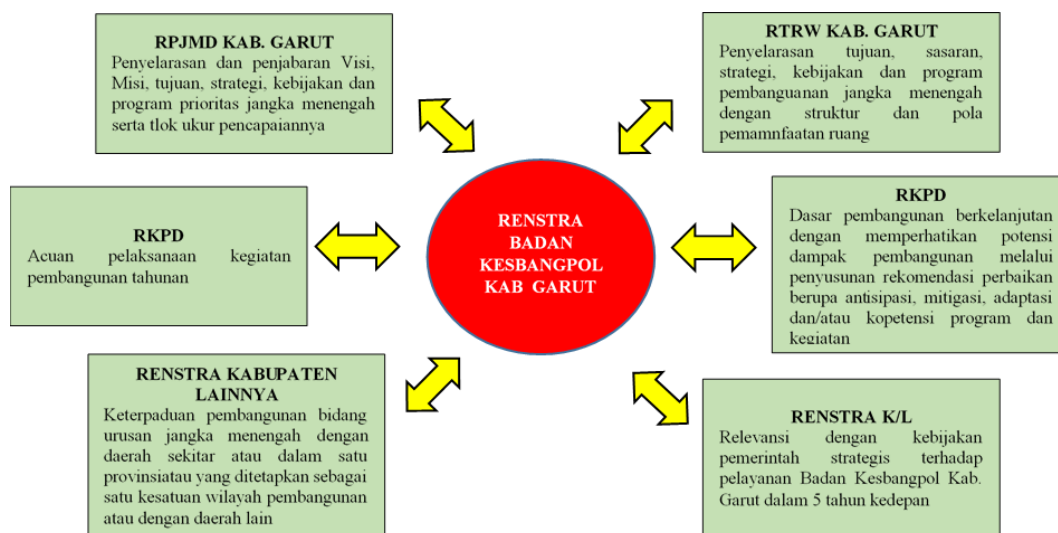 RPJMD KAB. GARUT
Penyelarasan dan penjabaran Visi,
Misi, tujuan, strategi, kebijakan dan
program prioritas jangka menengah
serta tlok ukur pencapaiannya
RTRW KAB. GARUT
Penyelarasan tujuan, sasaran,
strategi, kebijakan dan program
pembanguanan jangka menengah
dengan struktur dan pola
pemamnfaatan ruang
RKPD
Acuan pelaksanaan kegiatan
pembangunan tahunan
RENSTRA
BADAN
KESBANGPOL
KAB GARUT
RKPD
Dasar pembangunan berkelanjutan
dengan memperhatikan potensi
dampak pembangunan melalui
penyusunan rekomendasi perbaikan
berupa antisipasi, mitigasi, adaptasi
dan/atau kopetensi program dan
kegiatan
RENSTRA KABUPATEN
LAINNYA
Keterpaduan pembangunan bidang
urusan jangka menengah dengan
daerah sekitar atau dalam satu
provinsiatau yang ditetapkan sebagai
satu kesatuan wilayah pembangunan
atau dengan daerah lain
RENSTRA K/L
Relevansi dengan kebijakan
pemerintah strategis terhadap
pelayanan Badan Kesbangpol Kab.
Garut dalam 5 tahun kedepan